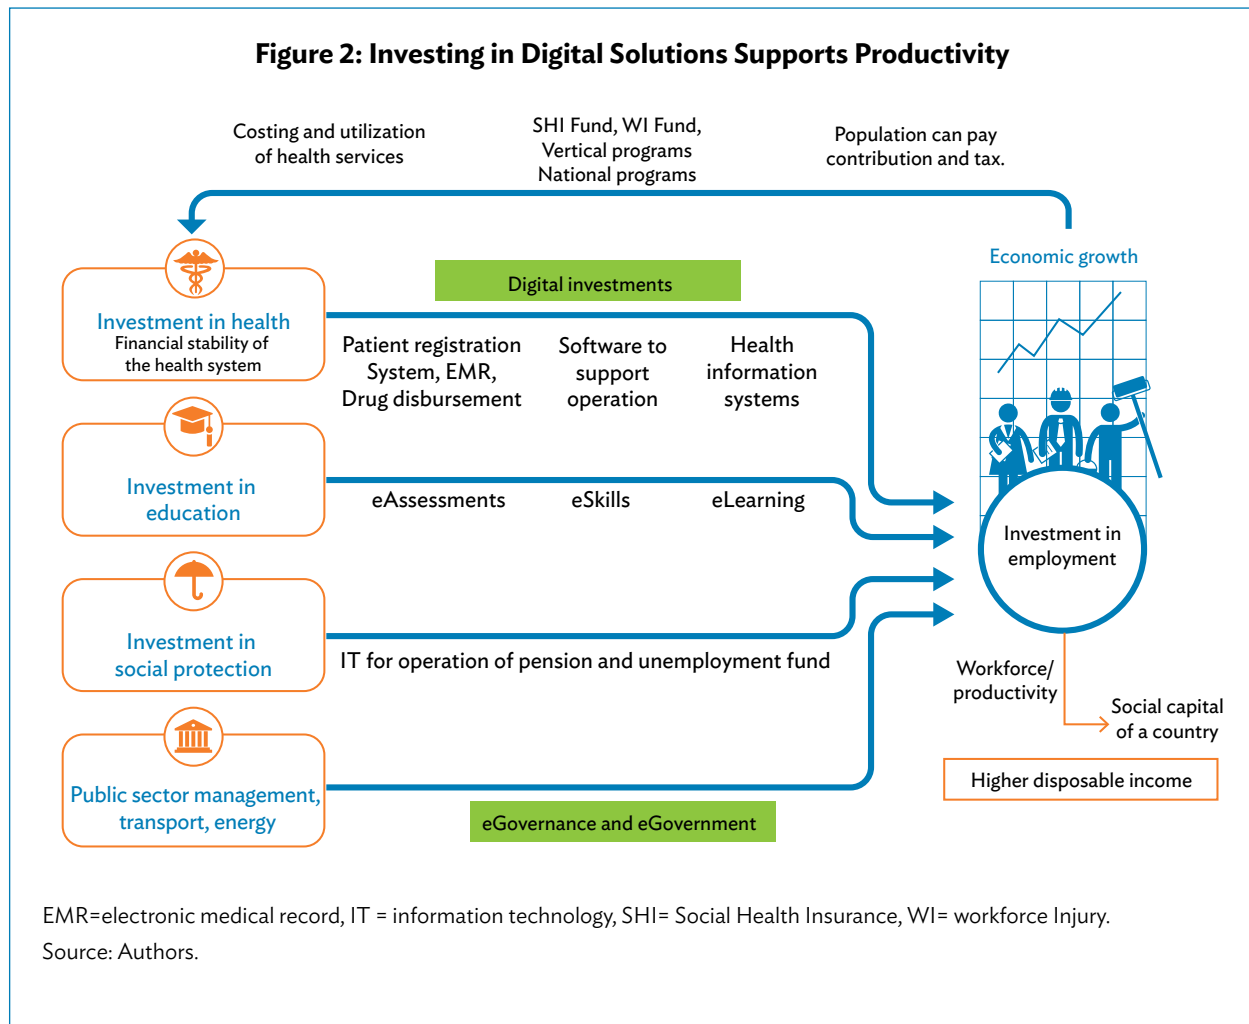 Figure 2: Investing in Digital Solutions Supports Productivity
Costing and utilization
of health services
SHI Fund, WI Fund,
Vertical programs
National programs
Population can pay
contribution and tax.
Economic growth
Digital investments
Investment in health
Financial stability of
the health system
Patient registration
System, EMR,
Drug disbursement
Software to
support
operation
Health
information
systems
Investment in
education
eAssessments
eSkills
eLearning
Investment in
employment
Investment in
social protection
IT for operation of pension and unemployment fund
Workforce/
productivity
Social capital
of a country
Higher disposable income
Public sector management,
transport, energy
eGovernance and eGovernment
EMR=electronic medical record, IT = information technology, SHI= Social Health Insurance, WI= workforce Injury.
Source: Authors.